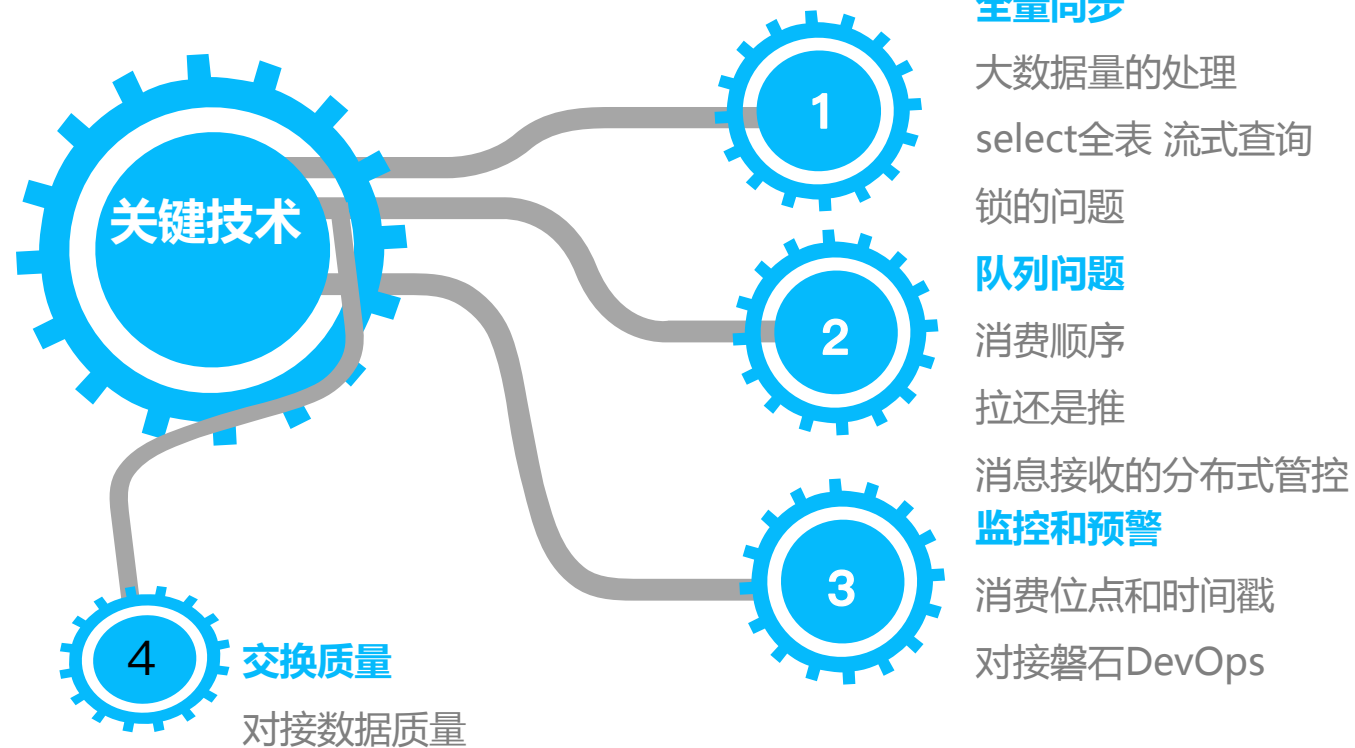 关键技术
1
全量同步
大数据量的处理
select全表 流式查询
锁的问题
2
队列问题
消费顺序
拉还是推
消息接收的分布式管控
3
监控和预警
消费位点和时间戳
对接磐石DevOps
4
交换质量
对接数据质量